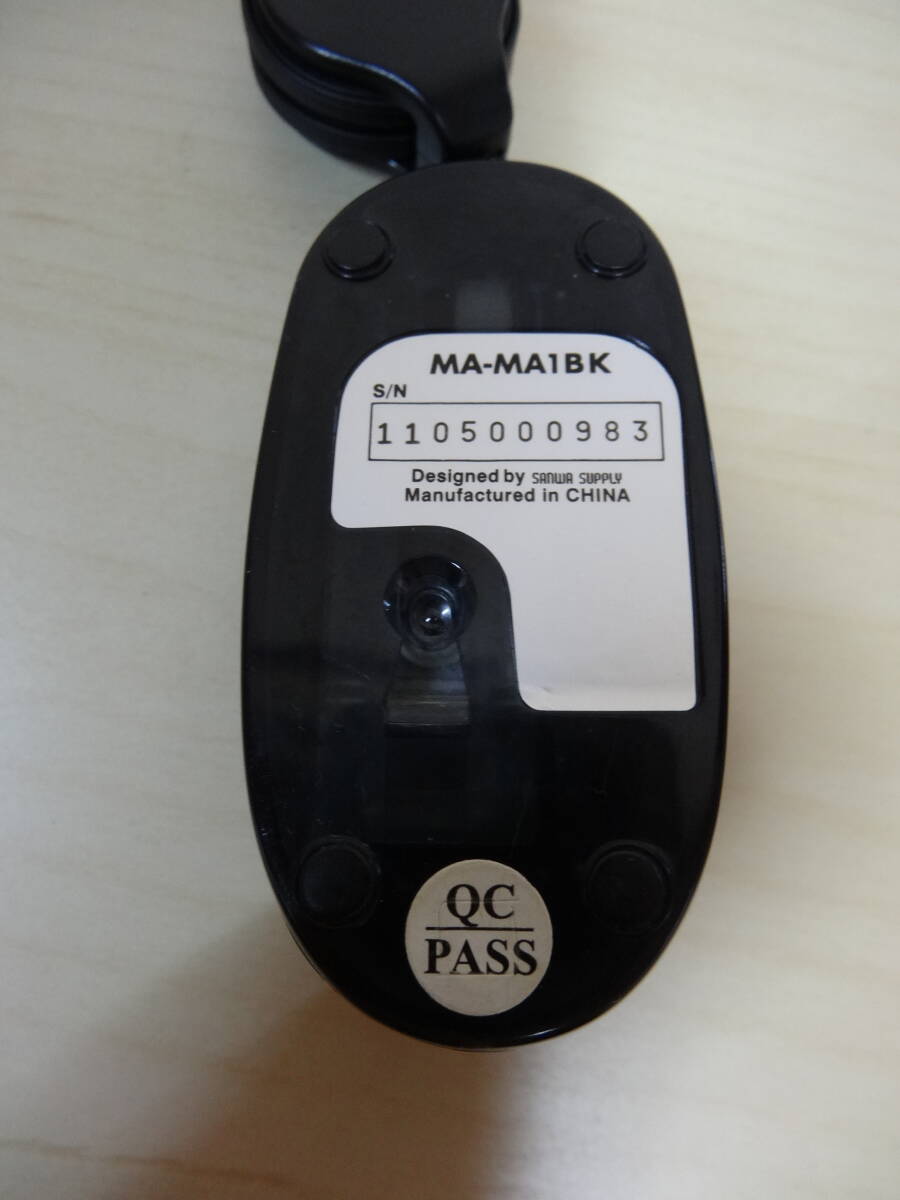 MA-MA1BK
S/N
1105000983
Designed by SANWA SUPPLY
Manufactured in CHINA
QC
PASS